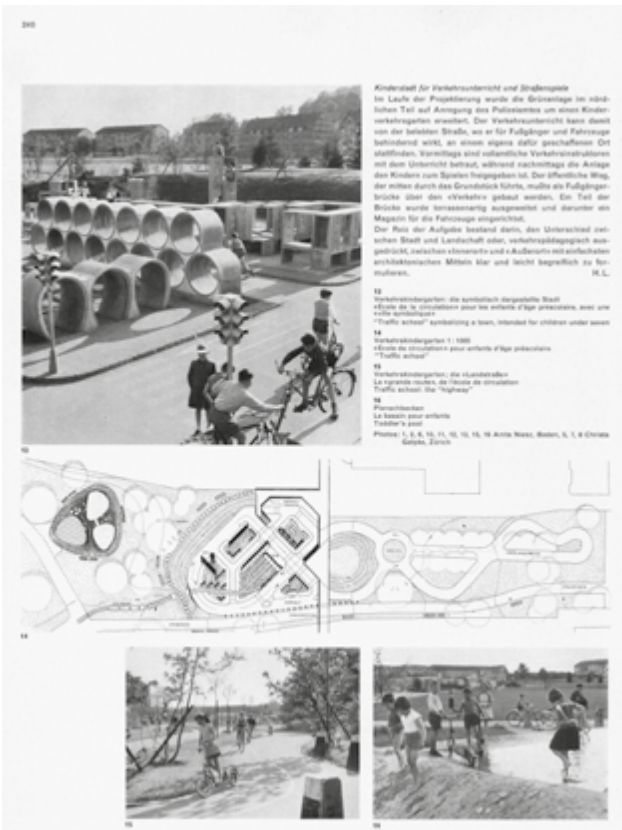 240
Kinderstadt für Verkehrsunterricht und Straßenspiele
Im Laufe der Projektierung wurde die Grünanlage im nörd-
lichen Teil auf Anregung des Polizeiamtes um einen Kinder-
verkehrsgarten erweitert. Der Verkehrsunterricht kann damit
von der belebten Straße, wo er für Fußgänger und Fahrzeuge
behindernd wirkt, an einem eigens dafür geschaffenen Ort
stattfinden. Vormittags sind vollamtliche Verkehrsinstruktoren
mit dem Unterricht betraut, während nachmittags die Anlage
den Kindern zum Spielen freigegeben ist. Der öffentliche Weg,
der mitten durch das Grundstück führte, mußte als Fußgänger-
brücke über den «Verkehr» gebaut werden. Ein Teil der
Brücke wurde terrassenartig ausgeweitet und darunter ein
Magazin für die Fahrzeuge eingerichtet.
Der Reiz der Aufgabe bestand darin, den Unterschied zwi-
schen Stadt und Landschaft oder, verkehrspädagogisch aus-
gedrückt, zwischen «Innerort» und «Außerort» mit einfachsten
architektonischen Mitteln klar und leicht begreiflich zu for-
mulieren. H. L.
13
Verkehrskindergarten: die symbolisch dargestellte Stadt
«Ecole de la circulation» pour les enfants d'âge préscolaire, avec une
«ville symbolique»
"Traffic school" symbolizing a town, intended for children under seven
14
Verkehrskindergarten 1 : 1000
«Ecole de circulation» pour enfants d'âge préscolaire
"Traffic school"
15
Verkehrskindergarten; die «Landstraße»
La «grande route», de l'école de circulation
Traffic school: the "highway"
16
Planschbecken
Le bassin pour enfants
Toddler's pool
Photos: 1, 2, 6, 10, 11, 12, 13, 15, 16 Anita Niesz, Baden, 5, 7, 8 Christa
Zürich
13
14
15
16